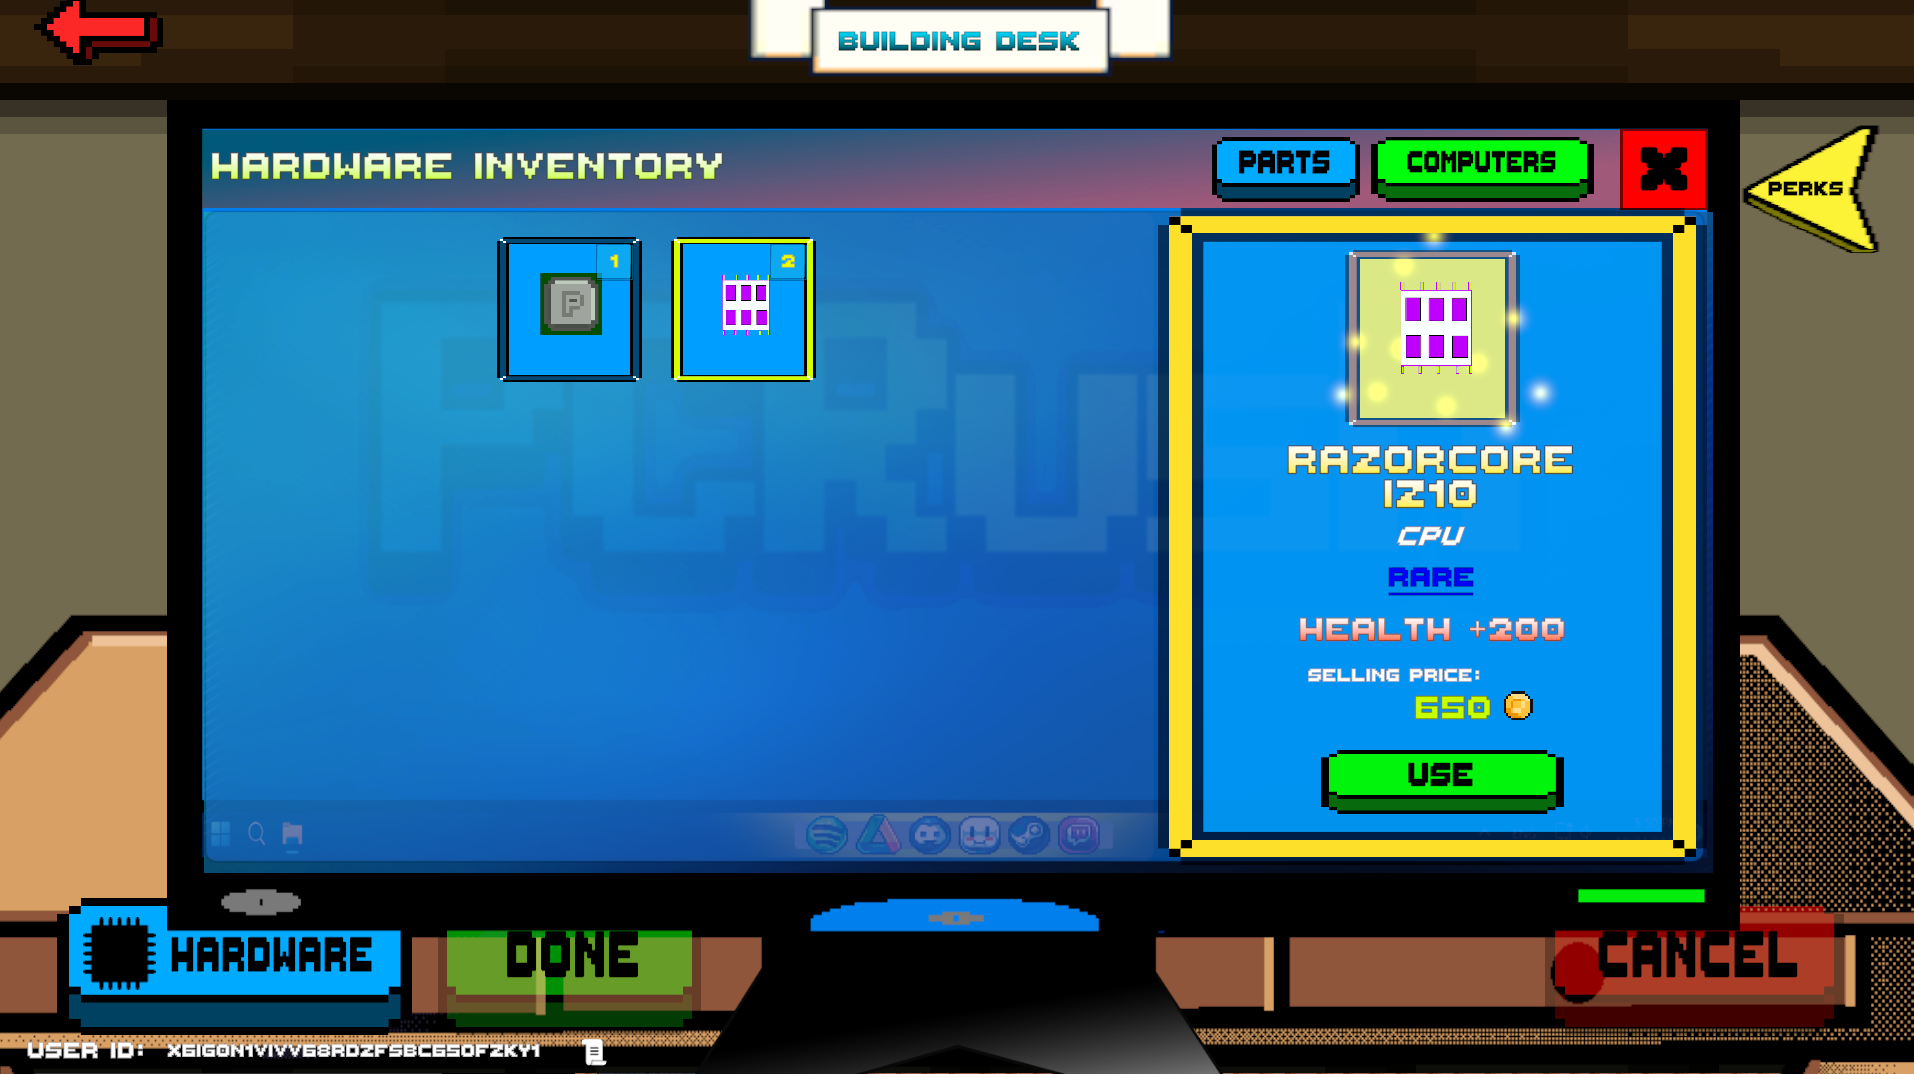 BUILDING DESK
HARDWARE INVENTORY
PARTS
COMPUTERS
PERKS
1
2
P
RAZORCORE
IZ10
CPU
RARE
HEALTH +200
SELLING PRICE:
650
USE
HARDWARE
DONE
CANCEL
USER ID: